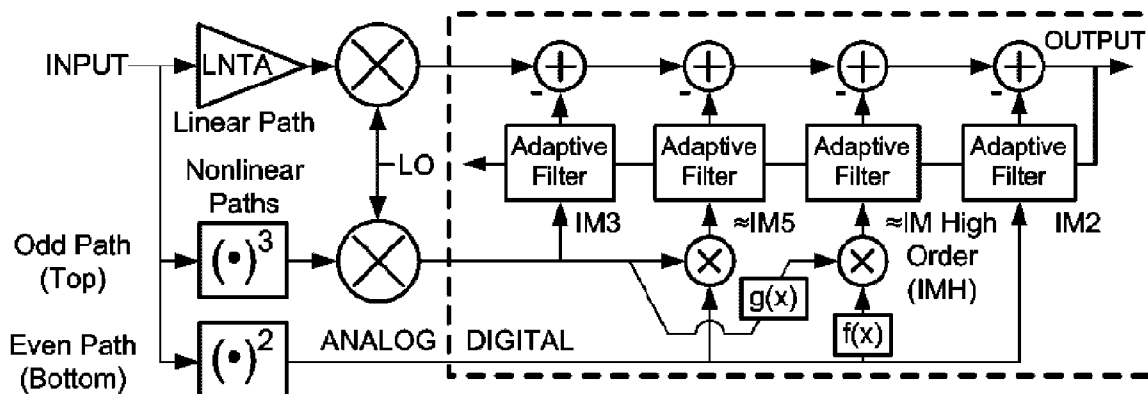 INPUT
LNTA
Linear Path
LO
Nonlinear
Paths
Odd Path
(Top)
(•)³
Even Path
(Bottom)
(•)²
ANALOG
DIGITAL
+
-
+
-
+
-
+
-
OUTPUT
Adaptive
Filter
Adaptive
Filter
Adaptive
Filter
Adaptive
Filter
IM3
≈IM5
≈IM High
Order
(IMH)
IM2
g(x)
f(x)